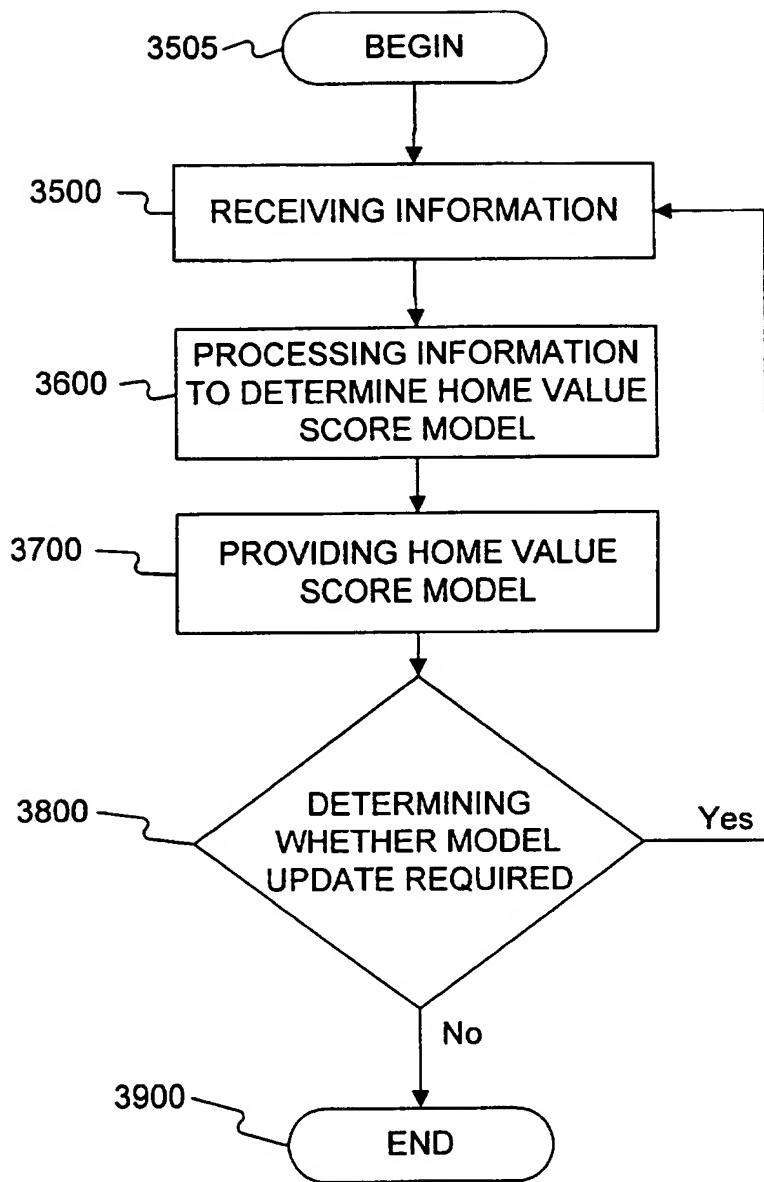 3505
BEGIN
3500
RECEIVING INFORMATION
3600
PROCESSING INFORMATION
TO DETERMINE HOME VALUE
SCORE MODEL
3700
PROVIDING HOME VALUE
SCORE MODEL
3800
DETERMINING
WHETHER MODEL
UPDATE REQUIRED
Yes
No
3900
END